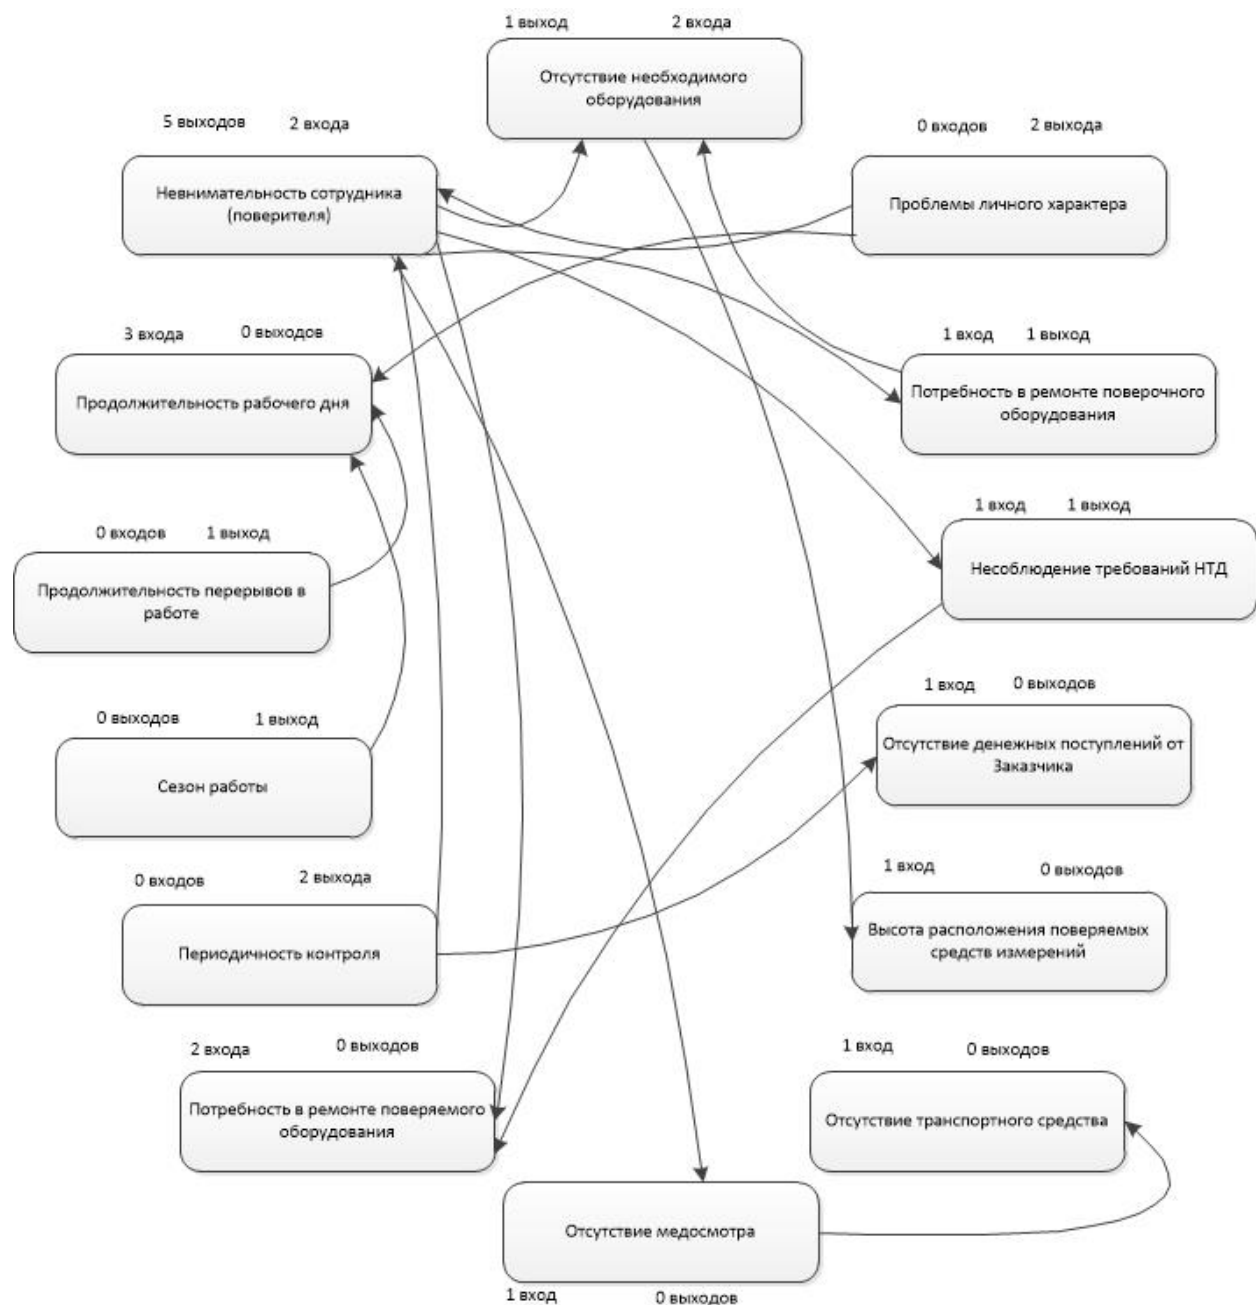 1 выход 2 входа
Отсутствие необходимого
оборудования
5 выходов 2 входа
Невнимательность сотрудника
(поверителя)
0 входов 2 выхода
Проблемы личного характера
3 входа 0 выходов
Продолжительность рабочего дня
1 вход 1 выход
Потребность в ремонте поверочного
оборудования
0 входов 1 выход
Продолжительность перерывов в
работе
1 вход 1 выход
Несоблюдение требований НТД
0 выходов 1 выход
Сезон работы
1 вход 0 выходов
Отсутствие денежных поступлений от
Заказчика
0 входов 2 выхода
Периодичность контроля
1 вход 0 выходов
Высота расположения поверяемых
средств измерений
2 входа 0 выходов
Потребность в ремонте поверяемого
оборудования
1 вход 0 выходов
Отсутствие транспортного средства
Отсутствие медосмотра
1 вход 0 выходов